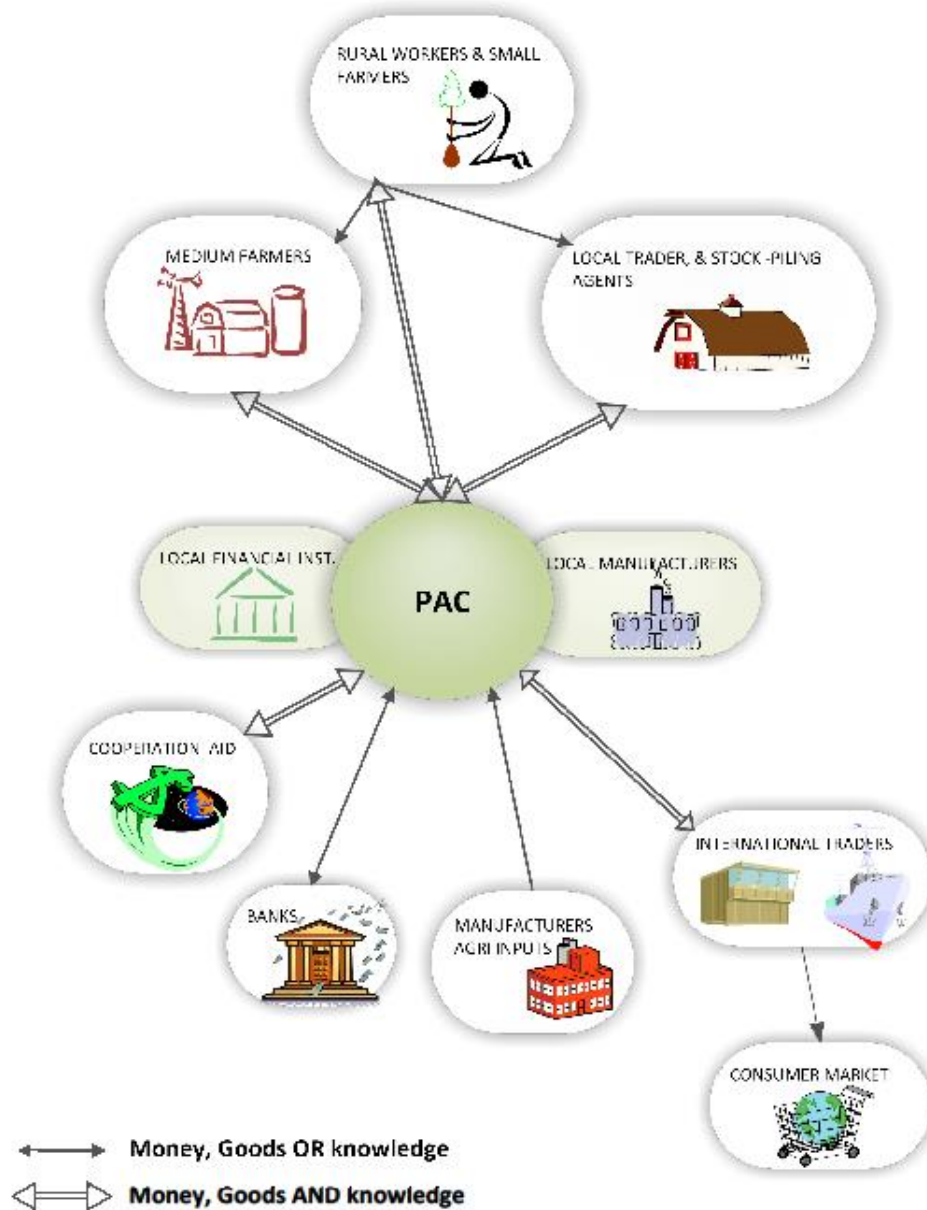 RURAL WORKERS & SMALL
FARMERS
MEDIUM FARMERS
LOCAL TRADER, & STOCK -PILING
AGENTS
LOCAL FINANCIAL INST.
PAC
LOCAL MANUFACTURERS
COOPERATION AID
INTERNATIONAL TRADERS
BANKS
MANUFACTURERS
AGRI INPUTS
CONSUMER MARKET
Money, Goods OR knowledge
Money, Goods AND knowledge